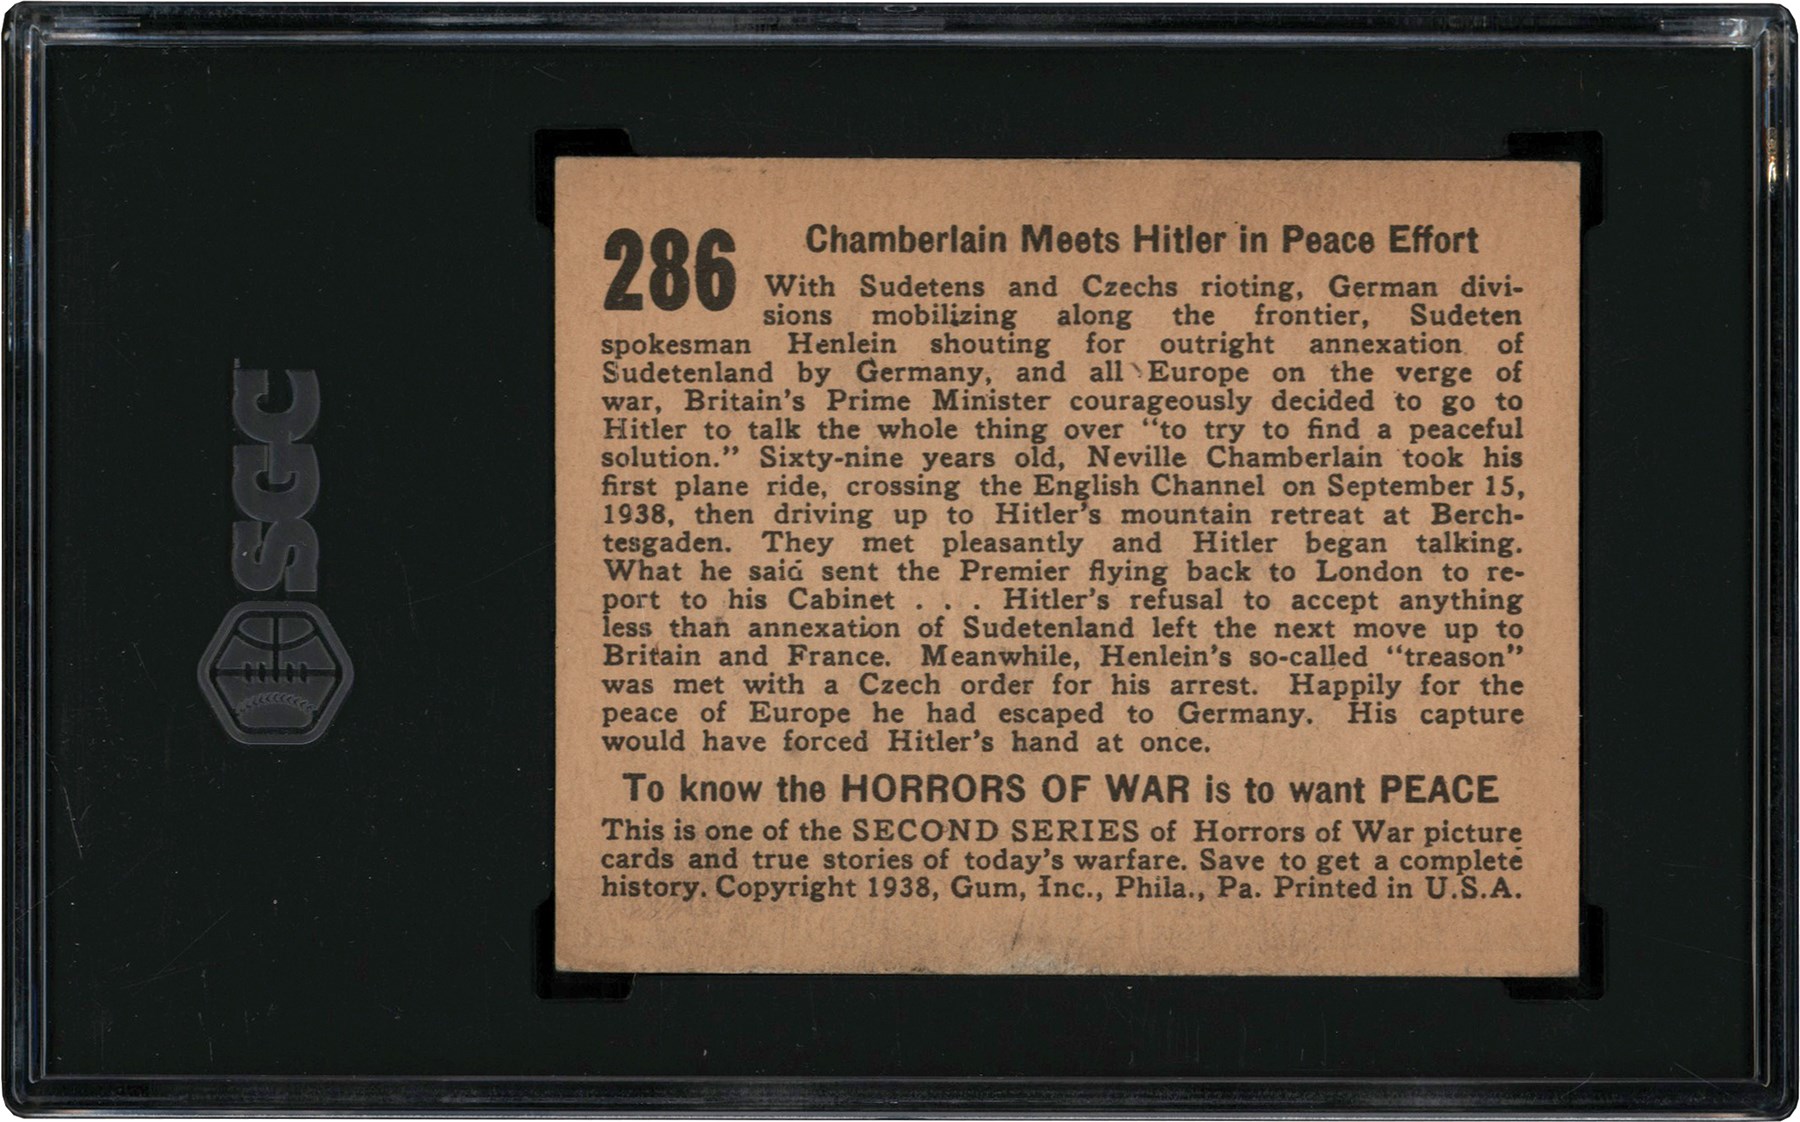 SGC
286
Chamberlain Meets Hitler in Peace Effort
With Sudetens and Czechs rioting, German divi-
sions mobilizing along the frontier, Sudeten
spokesman Henlein shouting for outright annexation of
Sudetenland by Germany, and all Europe on the verge of
war, Britain's Prime Minister courageously decided to go to
Hitler to talk the whole thing over "to try to find a peaceful
solution." Sixty-nine years old, Neville Chamberlain took his
first plane ride, crossing the English Channel on September 15,
1938, then driving up to Hitler's mountain retreat at Berch-
tesgaden. They met pleasantly and Hitler began talking.
What he said sent the Premier flying back to London to re-
port to his Cabinet . . . Hitler's refusal to accept anything
less than annexation of Sudetenland left the next move up to
Britain and France. Meanwhile, Henlein's so-called "treason"
was met with a Czech order for his arrest. Happily for the
peace of Europe he had escaped to Germany. His capture
would have forced Hitler's hand at once.
To know the HORRORS OF WAR is to want PEACE
This is one of the SECOND SERIES of Horrors of War picture
cards and true stories of today's warfare. Save to get a complete
history. Copyright 1938, Gum, Inc., Phila., Pa. Printed in U.S.A.